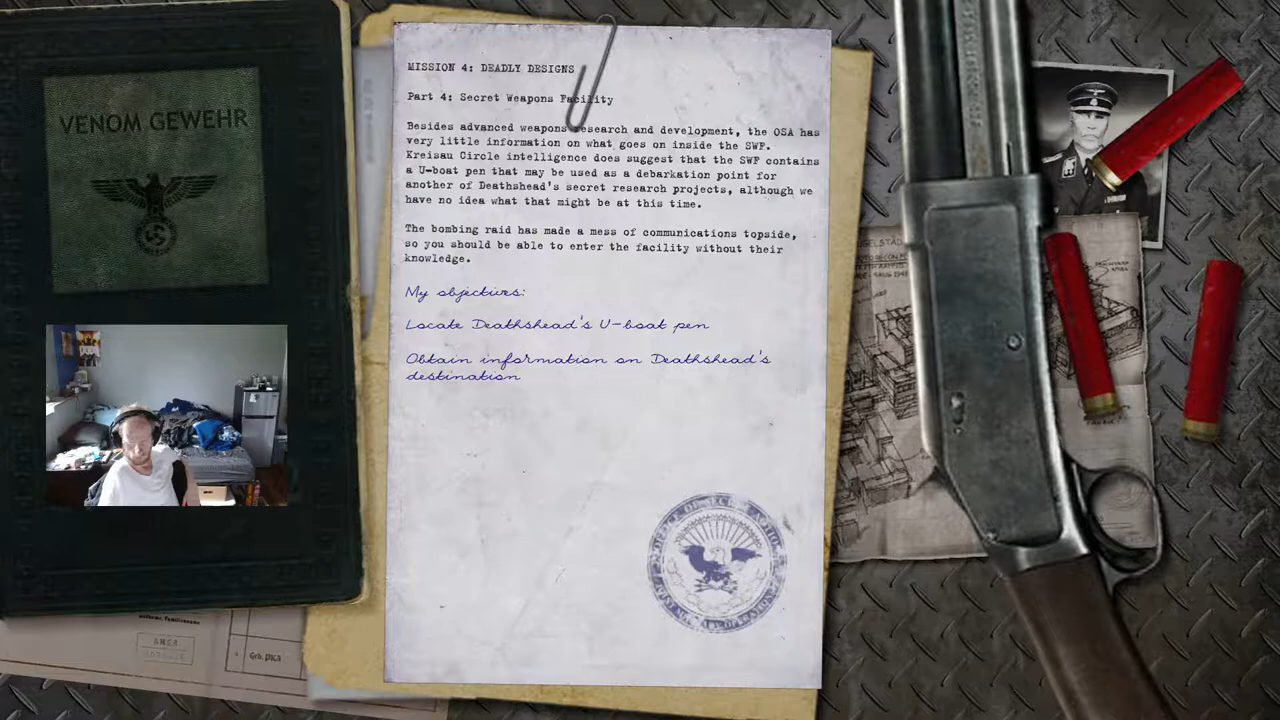 VENOM GEWEHR
MISSION 4: DEADLY DESIGNS
Part 4: Secret Weapons Facility
Besides advanced weapons research and development, the OSA has
very little information on what goes on inside the SWF.
Kreisau Circle intelligence does suggest that the SWF contains
a U-boat pen that may be used as a debarkation point for
another of Deathshead's secret research projects, although we
have no idea what that might be at this time.
The bombing raid has made a mess of communications topside,
so you should be able to enter the facility without their
knowledge.
My objectives:
Locate Deathshead's U-boat pen
Obtain information on Deathshead's
destination